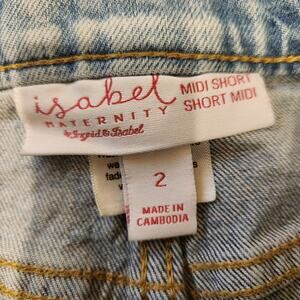 isabel
MATERNITY
by Ingrid & Isabel
MIDI SHORT
SHORT MIDI
2
MADE IN
CAMBODIA